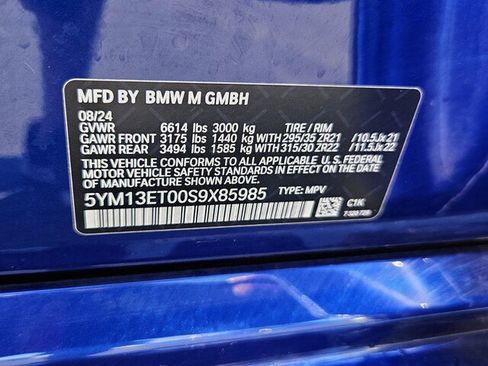 MFD BY BMW M GMBH
08/24
GVWR 6614 lbs 3000 kg TIRE / RIM
GAWR FRONT 3175 lbs 1440 kg WITH 295/35 ZR21 /10.5Jx21
GAWR REAR 3494 lbs 1585 kg WITH 315/30 ZR22 /11.5Jx22
THIS VEHICLE CONFORMS TO ALL APPLICABLE U. S. FEDERAL
MOTOR VEHICLE SAFETY STANDARDS IN EFFECT ON THE
DATE OF MANUFACTURE SHOWN ABOVE.
5YM13ET00S9X85985 TYPE: MPV
C1K